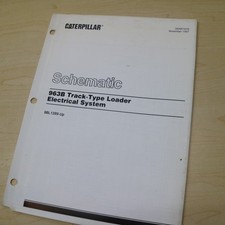 CATERPILLAR
Schematic
963B Track-Type Loader
Electrical System